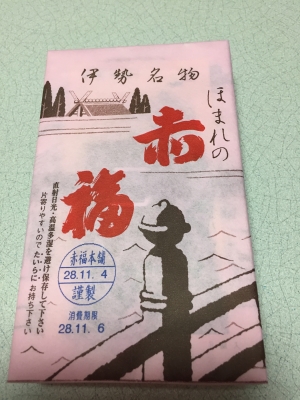 伊勢名物
ほまれの
赤福
直射日光・高温多湿を避け保存して下さい
片寄りやすいのでたいらにお持ち下さい
赤福本舗
28.11. 4
謹製
消費期限
28.11. 6